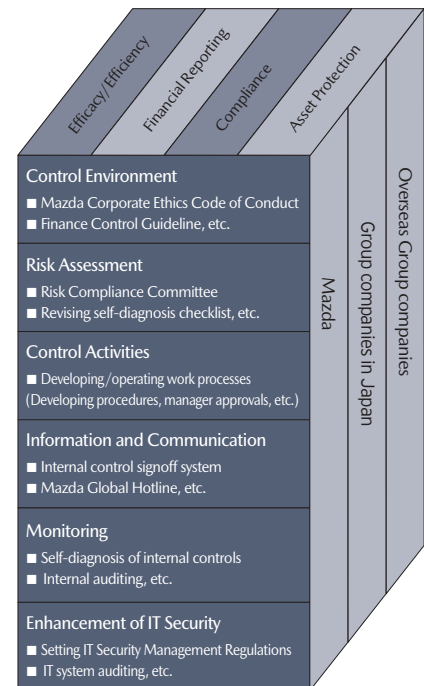 Efficacy/Efficiency
Financial Reporting
Compliance
Asset Protection
Control Environment
■ Mazda Corporate Ethics Code of Conduct
■ Finance Control Guideline, etc.
Risk Assessment
■ Risk Compliance Committee
■ Revising self-diagnosis checklist, etc.
Control Activities
■ Developing/operating work processes
(Developing procedures, manager approvals, etc.)
Information and Communication
■ Internal control signoff system
■ Mazda Global Hotline, etc.
Monitoring
■ Self-diagnosis of internal controls
■ Internal auditing, etc.
Enhancement of IT Security
■ Setting IT Security Management Regulations
■ IT system auditing, etc.
Mazda
Group companies in Japan
Overseas Group companies